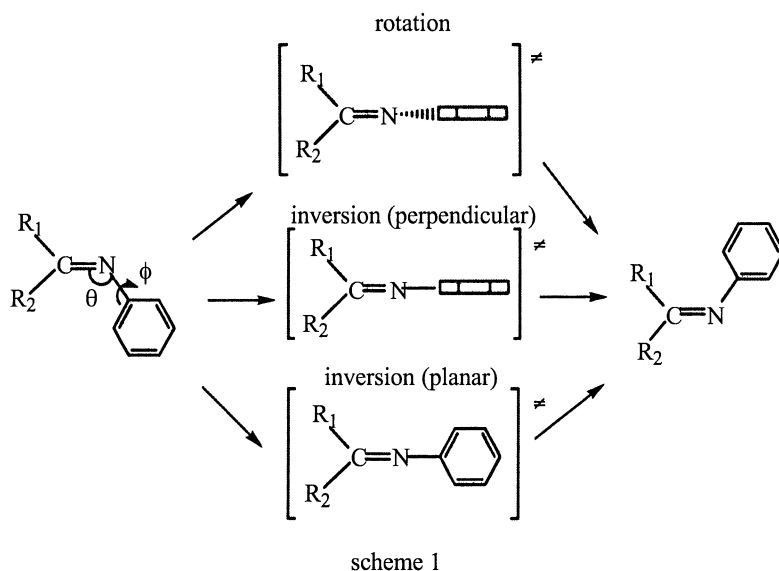 rotation
R1
C=N
R2
≠
inversion (perpendicular)
R1
C=N
R2
≠
R1
C=N
R2
θ
ϕ
R1
C=N
R2
inversion (planar)
R1
C=N
R2
≠
scheme 1